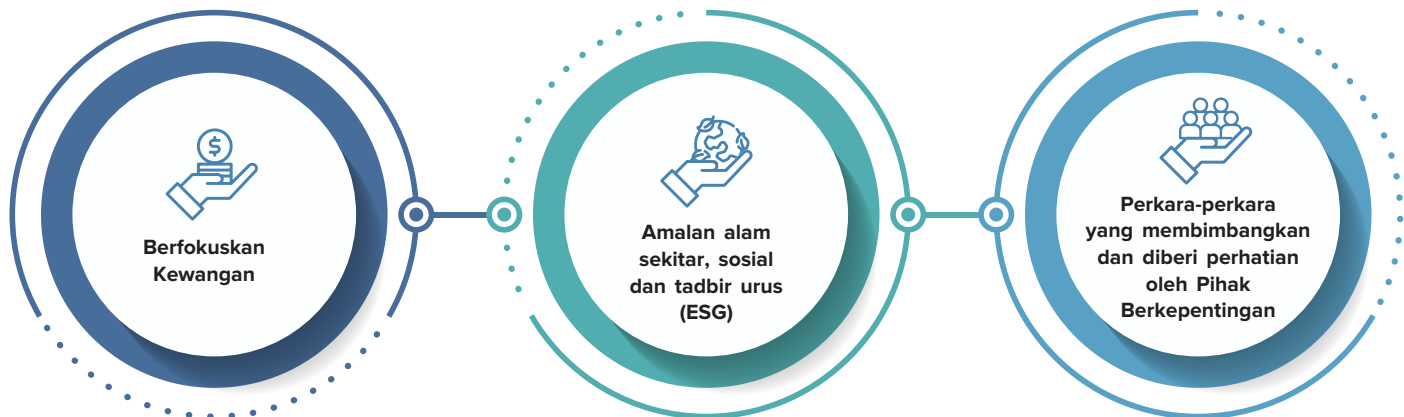 $
Berfokuskan
Kewangan
Amalan alam
sekitar, sosial
dan tadbir urus
(ESG)
Perkara-perkara
yang membimbangkan
dan diberi perhatian
oleh Pihak
Berkepentingan